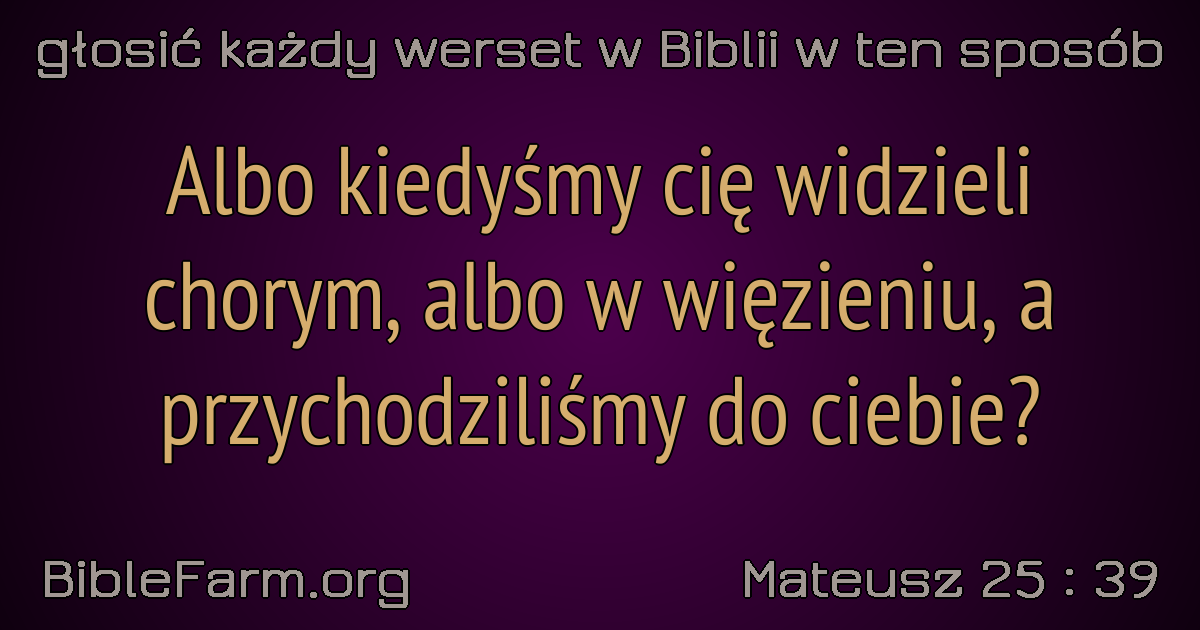 głosić każdy werset w Biblii w ten sposób
Albo kiedyśmy cię widzieli
chorym, albo w więzieniu, a
przychodziliśmy do ciebie?
BibleFarm.org
Mateusz 25 : 39